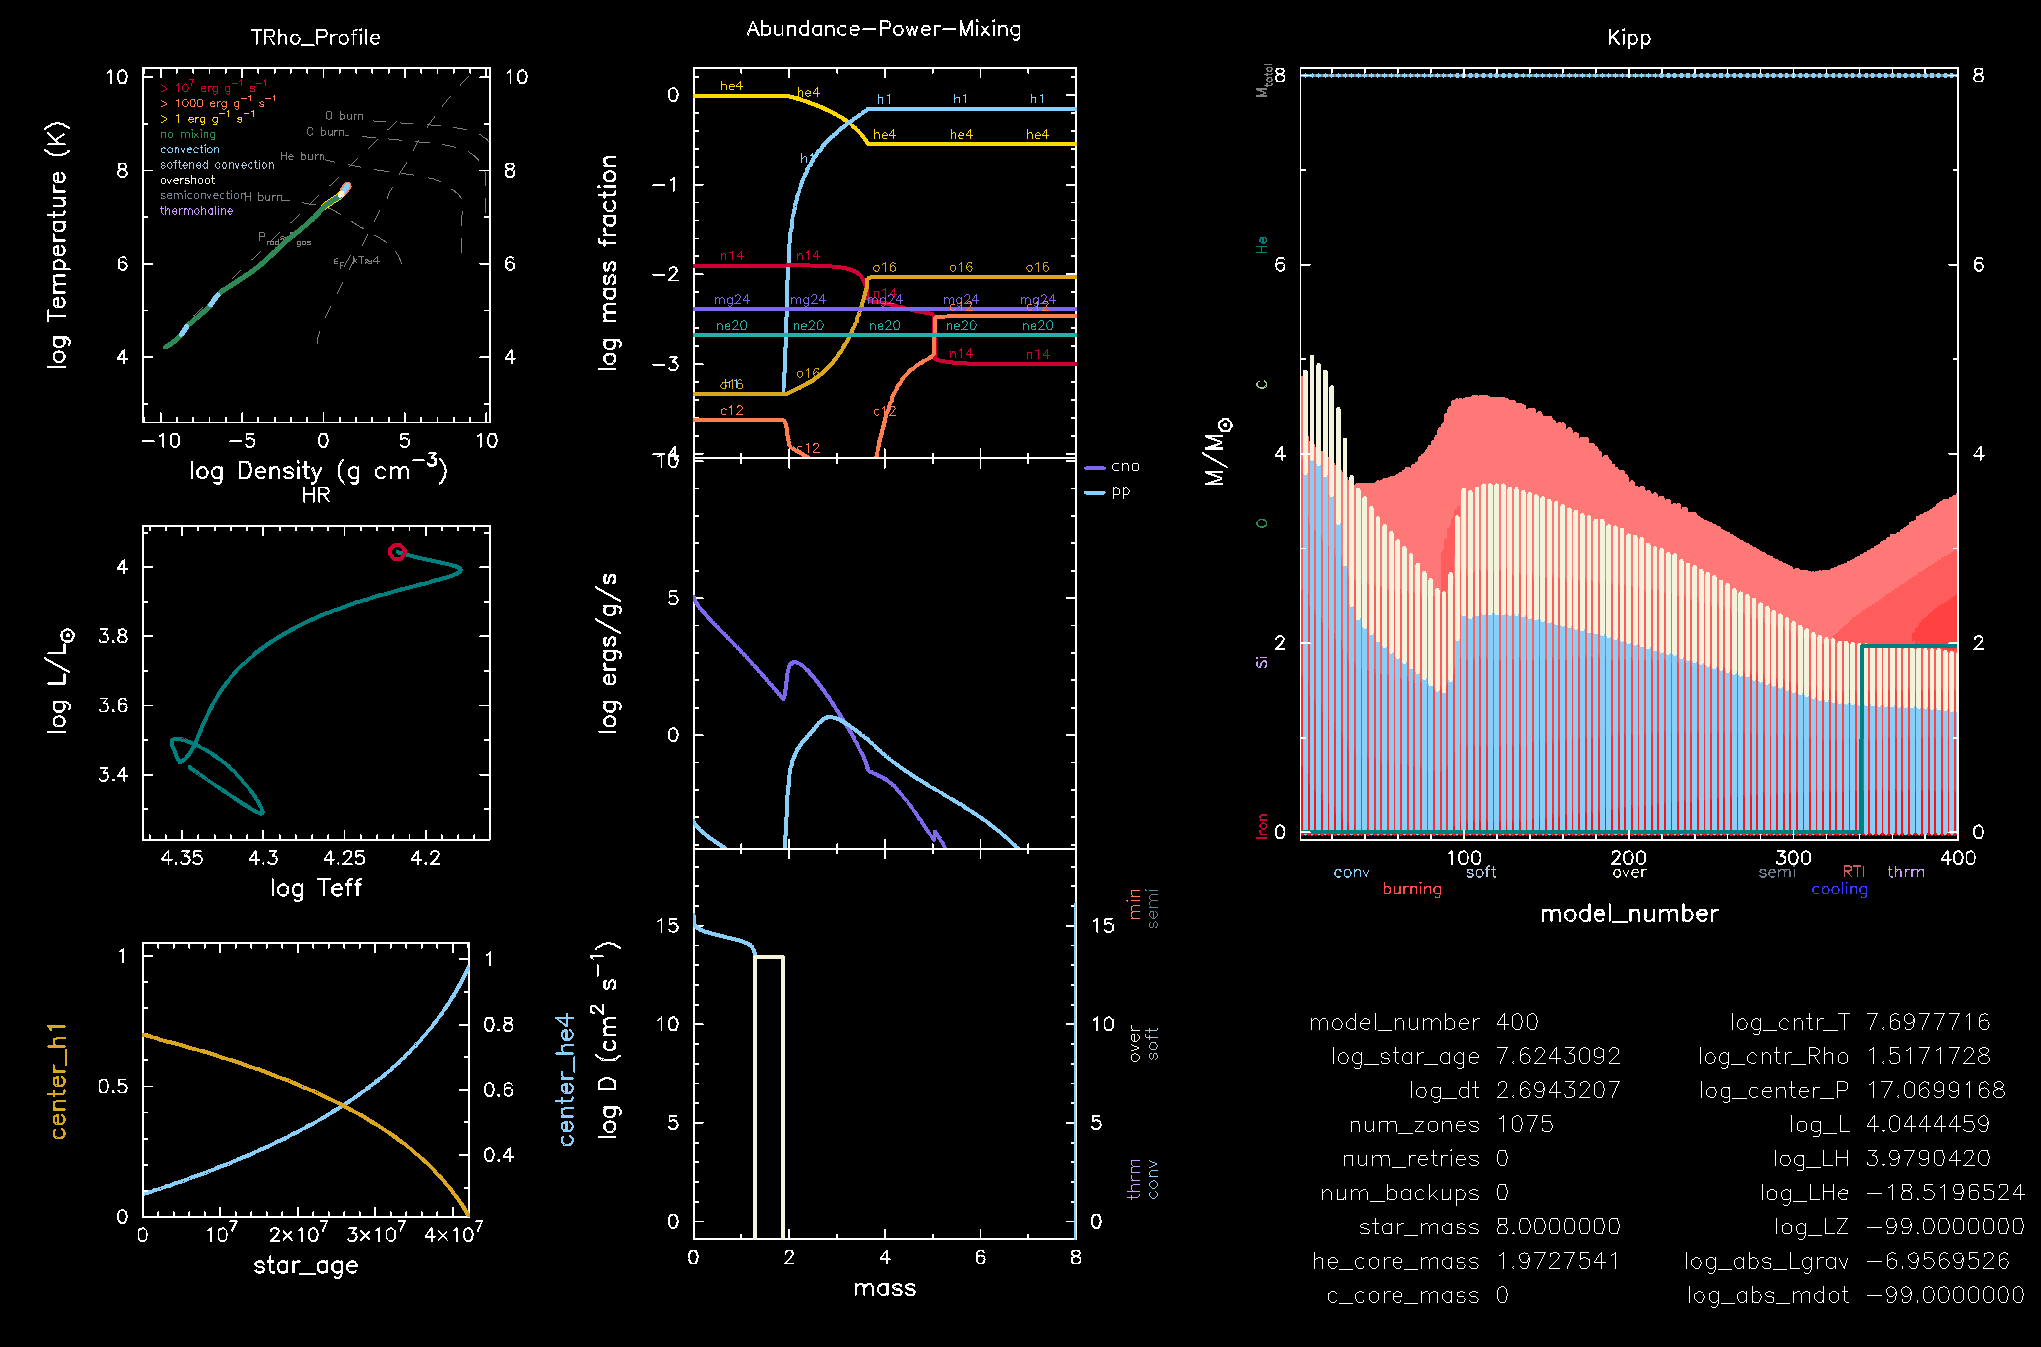 TRho_Profile
10
8
6
4
10
8
6
4
> 10⁷ erg g⁻¹ s⁻¹
> 1000 erg g⁻¹ s⁻¹
> 1 erg g⁻¹ s⁻¹
no mixing
convection
softened convection
overshoot
semiconvection
thermohaline
O burn
C burn
He burn
H burn
log Temperature (K)
−10 −5 0 5 10
log Density (g cm⁻³)
HR
4
3.8
3.6
3.4
log L/L☉
4.35 4.3 4.25 4.2
log Teff
1
0.5
0
1
0.8
0.6
0.4
center_h1
center_he4
0 10⁷ 2×10⁷ 3×10⁷ 4×10⁷
star_age
Abundance−Power−Mixing
0
−1
−2
−3
−4
log mass fraction
he4 he4 h1 h1 h1
he4 he4 he4
h1
n14 n14 o16 o16 o16
n14
mg24 mg24 mg24 mg24 mg24
c12 c12
ne20 ne20 ne20 ne20 ne20
n14 n14
o16 o16
c12 c12
c12
10
5
0
log ergs/g/s
cno
pp
15
10
5
0
log D (cm² s⁻¹)
15
10
5
0
min
semi
over
soft
thrm
conv
0 2 4 6 8
mass
Kipp
8
6
4
2
0
8
6
4
2
0
M_total
He
C
O
Si
Iron
M/M☉
100 200 300 400
conv soft over semi RTI thrm
burning cooling
model_number
model_number 400
log_star_age 7.6243092
log_dt 2.6943207
num_zones 1075
num_retries 0
num_backups 0
star_mass 8.0000000
he_core_mass 1.9727541
c_core_mass 0
log_cntr_T 7.6977716
log_cntr_Rho 1.5171728
log_center_P 17.0699168
log_L 4.0444459
log_LH 3.9790420
log_LHe −18.5196524
log_LZ −99.0000000
log_abs_Lgrav −6.9569526
log_abs_mdot −99.0000000